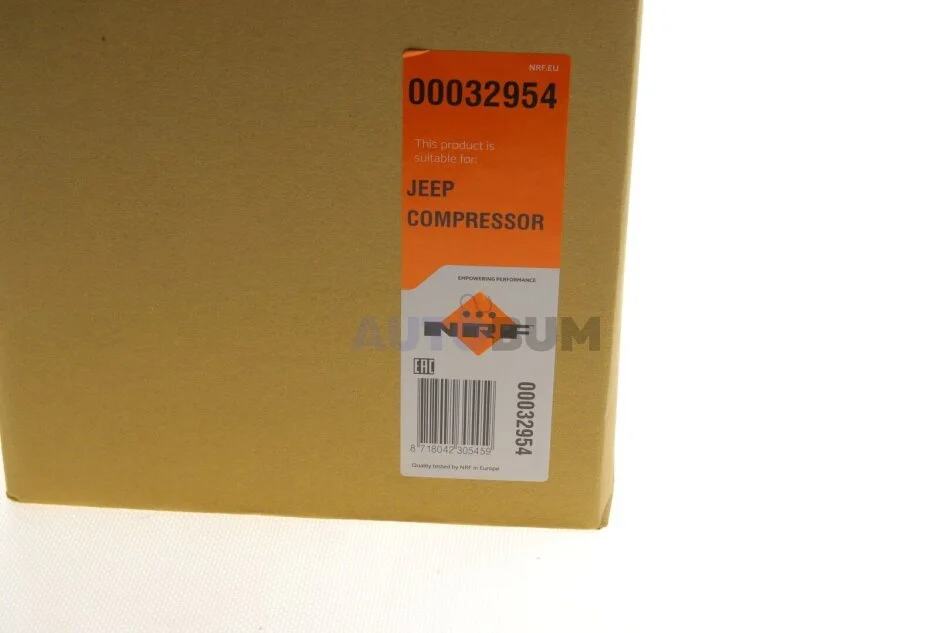 NRF.EU
00032954
This product is
suitable for:
JEEP
COMPRESSOR
EMPOWERING PERFORMANCE
NRF
AUTOBUM
EAC
00032954
8 718042 305459
Quality tested by NRF in Europe